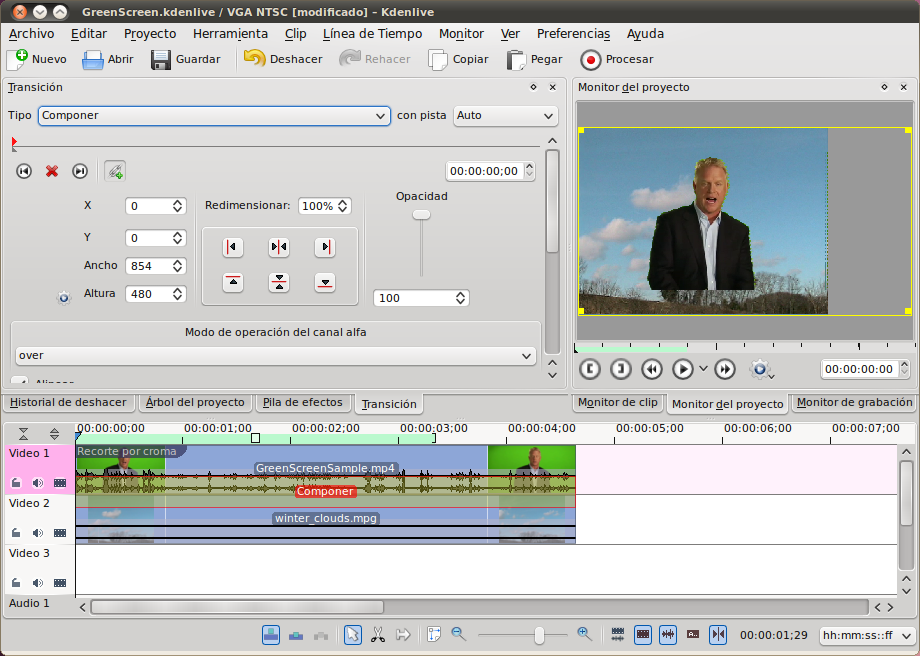 GreenScreen.kdenlive / VGA NTSC [modificado] – Kdenlive
Archivo Editar Proyecto Herramienta Clip Línea de Tiempo Monitor Ver Preferencias Ayuda
Nuevo Abrir Guardar Deshacer Rehacer Copiar Pegar Procesar
Transición
Monitor del proyecto
Tipo Componer con pista Auto
00:00:00;00
Opacidad
X 0 Redimensionar: 100%
Y 0
Ancho 854
Altura 480
100
Modo de operación del canal alfa
over
Alinear
00:00:00:00
Historial de deshacer Árbol del proyecto Pila de efectos Transición
Monitor de clip Monitor del proyecto Monitor de grabación
00:00:00;00 00:00:01;00 00:00:02;00 00:00:03;00 00:00:04;00 00:00:05;00 00:00:06;00 00:00:07;00
Video 1
Recorte por croma
GreenScreenSample.mp4
Componer
Video 2
winter_clouds.mpg
Video 3
Audio 1
00:00:01;29 hh:mm:ss::ff